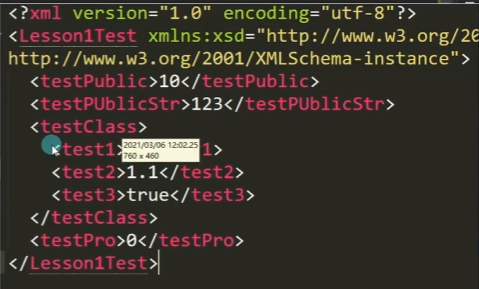 <?xml version="1.0" encoding="utf-8"?>
<Lesson1Test xmlns:xsd="http://www.w3.org/20
http://www.w3.org/2001/XMLSchema-instance">
<testPublic>10</testPublic>
<testPUblicStr>123</testPUblicStr>
<testClass>
<test1> 1>
2021/03/06 12:02.25
760 x 460
<test2>1.1</test2>
<test3>true</test3>
</testClass>
<testPro>0</testPro>
</Lesson1Test>